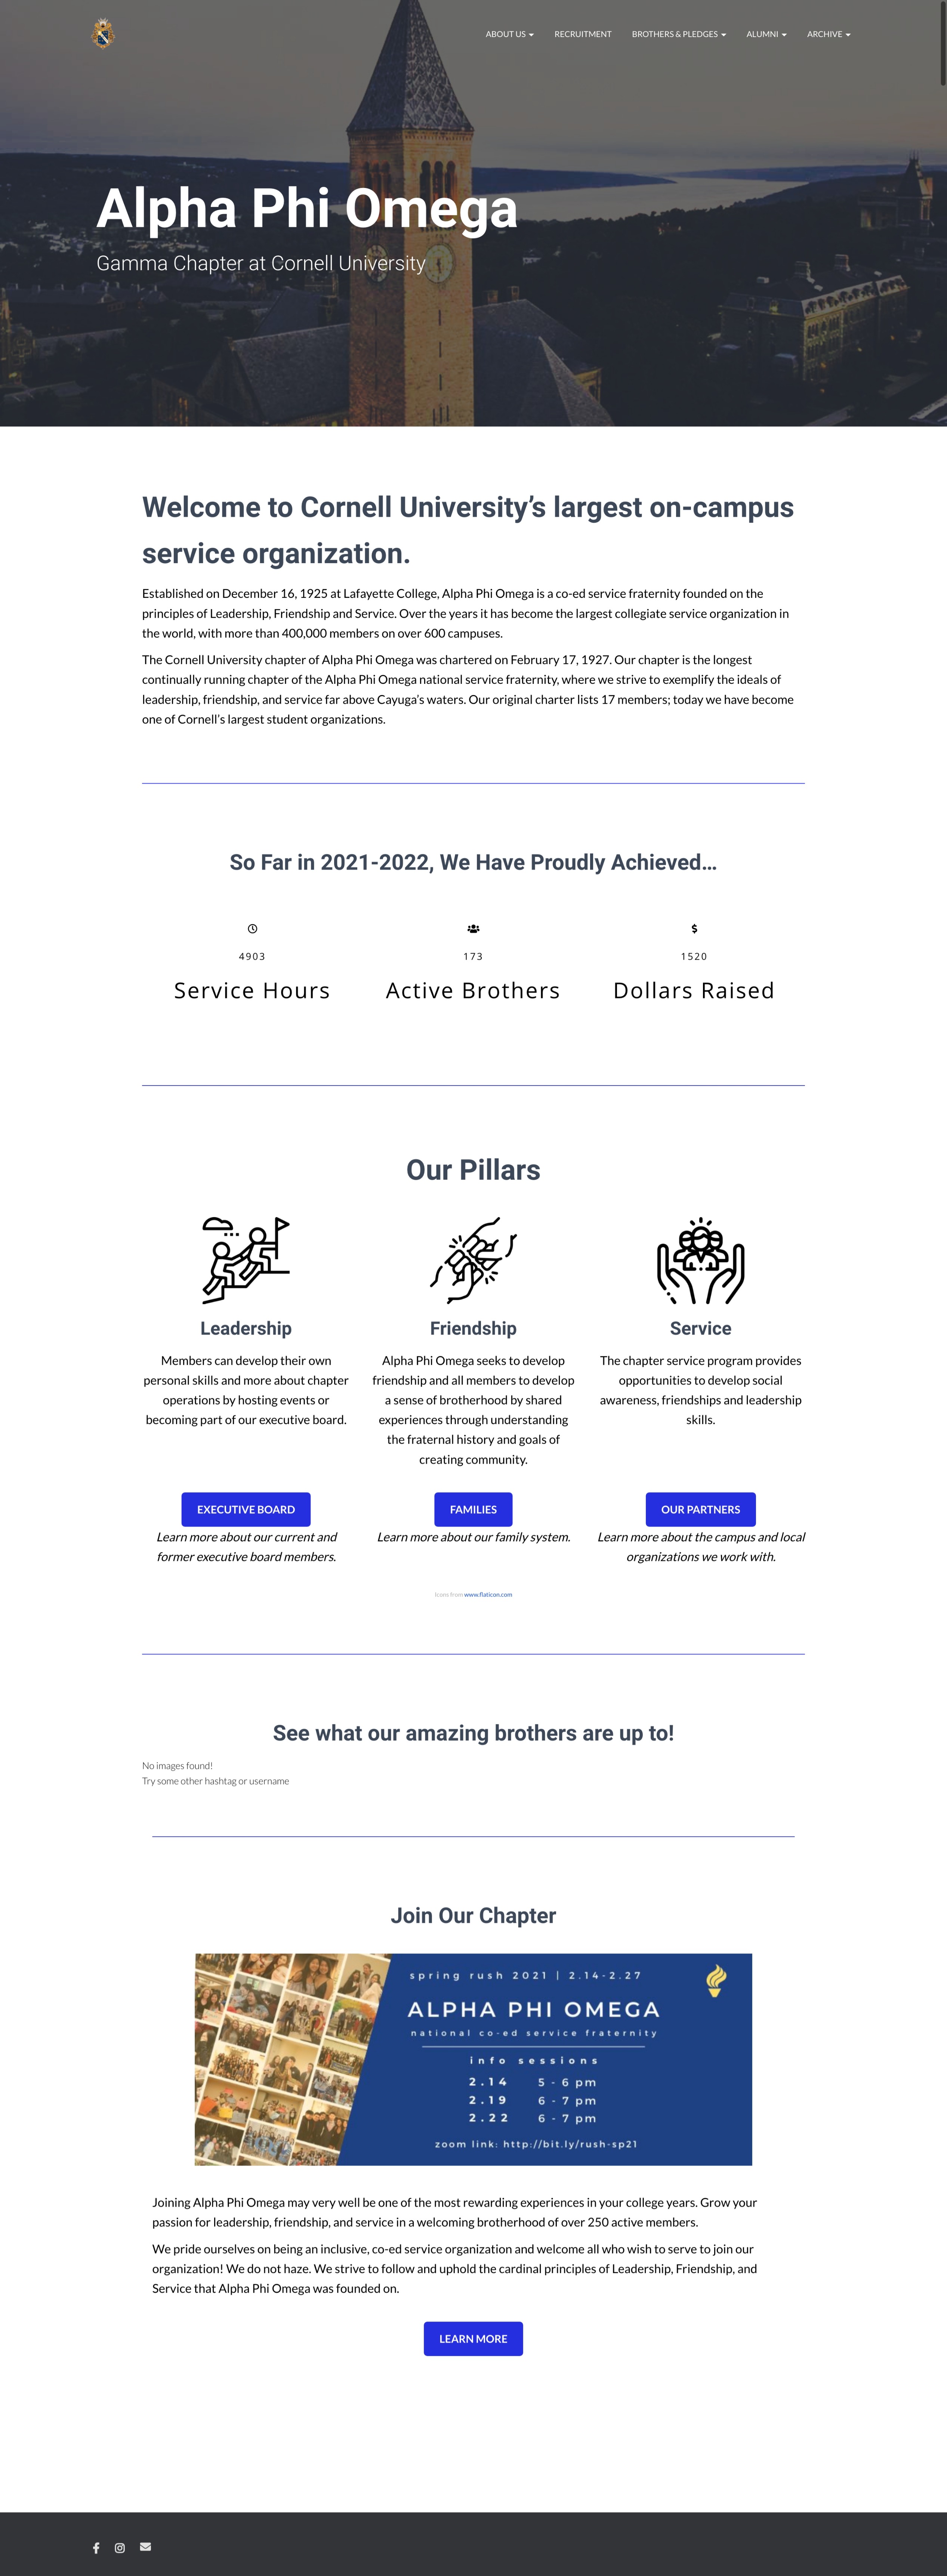 ABOUT US
RECRUITMENT
BROTHERS & PLEDGES
ALUMNI
ARCHIVE
Alpha Phi Omega
Gamma Chapter at Cornell University
Welcome to Cornell University’s largest on-campus
service organization.
Established on December 16, 1925 at Lafayette College, Alpha Phi Omega is a co-ed service fraternity founded on the
principles of Leadership, Friendship and Service. Over the years it has become the largest collegiate service organization in
the world, with more than 400,000 members on over 600 campuses.
The Cornell University chapter of Alpha Phi Omega was chartered on February 17, 1927. Our chapter is the longest
continually running chapter of the Alpha Phi Omega national service fraternity, where we strive to exemplify the ideals of
leadership, friendship, and service far above Cayuga’s waters. Our original charter lists 17 members; today we have become
one of Cornell’s largest student organizations.
So Far in 2021-2022, We Have Proudly Achieved…
4903
Service Hours
173
Active Brothers
1520
Dollars Raised
Our Pillars
Leadership
Members can develop their own
personal skills and more about chapter
operations by hosting events or
becoming part of our executive board.
EXECUTIVE BOARD
Learn more about our current and
former executive board members.
Friendship
Alpha Phi Omega seeks to develop
friendship and all members to develop
a sense of brotherhood by shared
experiences through understanding
the fraternal history and goals of
creating community.
FAMILIES
Learn more about our family system.
Service
The chapter service program provides
opportunities to develop social
awareness, friendships and leadership
skills.
OUR PARTNERS
Learn more about the campus and local
organizations we work with.
Icons from www.flaticon.com
See what our amazing brothers are up to!
No images found!
Try some other hashtag or username
Join Our Chapter
spring rush 2021 | 2.14-2.27
ALPHA PHI OMEGA
national co-ed service fraternity
info sessions
2.14 5 - 6 pm
2.19 6 - 7 pm
2.22 6 - 7 pm
zoom link: http://bit.ly/rush-sp21
Joining Alpha Phi Omega may very well be one of the most rewarding experiences in your college years. Grow your
passion for leadership, friendship, and service in a welcoming brotherhood of over 250 active members.
We pride ourselves on being an inclusive, co-ed service organization and welcome all who wish to serve to join our
organization! We do not haze. We strive to follow and uphold the cardinal principles of Leadership, Friendship, and
Service that Alpha Phi Omega was founded on.
LEARN MORE